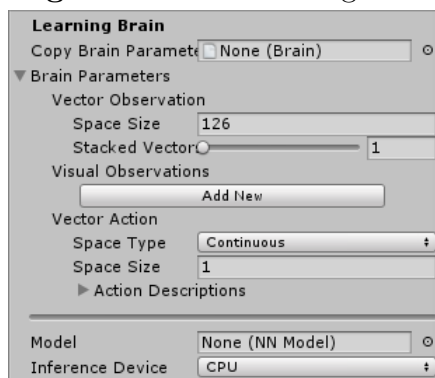 Learning Brain
Copy Brain Paramete None (Brain)
Brain Parameters
Vector Observation
Space Size 126
Stacked Vector 1
Visual Observations
Add New
Vector Action
Space Type Continuous
Space Size 1
Action Descriptions
Model None (NN Model)
Inference Device CPU